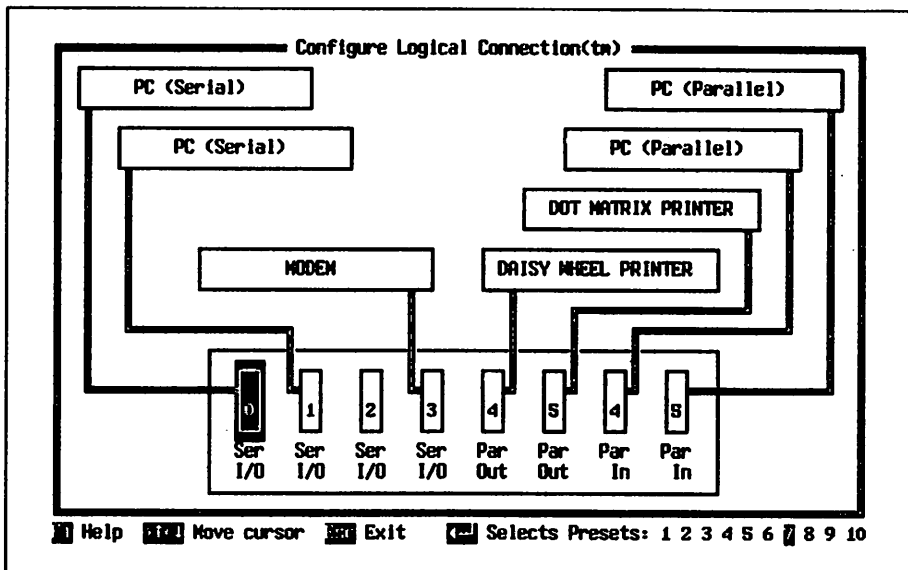 Configure Logical Connection(tm)
PC (Serial)
PC (Parallel)
PC (Serial)
PC (Parallel)
DOT MATRIX PRINTER
MODEM
DAISY WHEEL PRINTER
0 1 2 3 4 5 4 5
Ser Ser Ser Ser Par Par Par Par
I/O I/O I/O I/O Out Out In In
Help Move cursor Esc Exit Selects Presets: 1 2 3 4 5 6 7 8 9 10